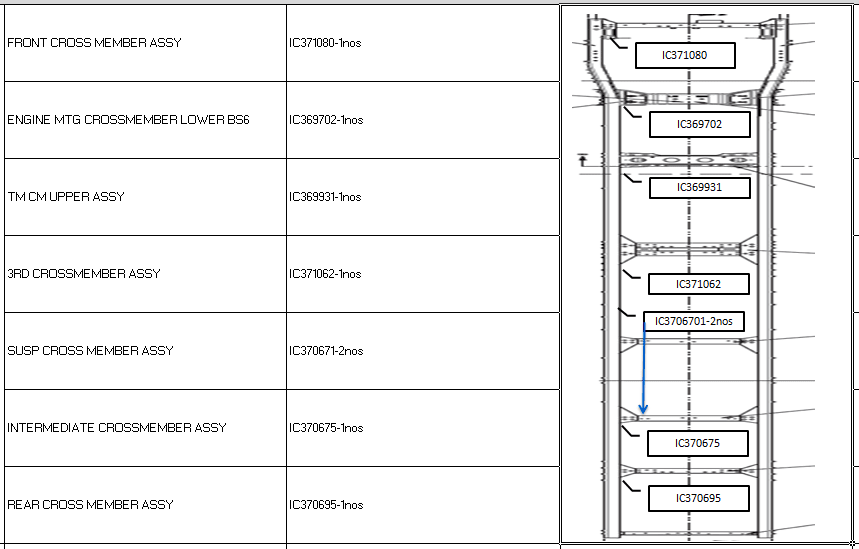 FRONT CROSS MEMBER ASSY IC371080-1nos
ENGINE MTG CROSSMEMBER LOWER BS6 IC369702-1nos
TM CM UPPER ASSY IC369931-1nos
3RD CROSSMEMBER ASSY IC371062-1nos
SUSP CROSS MEMBER ASSY IC370671-2nos
INTERMEDIATE CROSSMEMBER ASSY IC370675-1nos
REAR CROSS MEMBER ASSY IC370695-1nos
IC371080
IC369702
IC369931
IC371062
IC3706701-2nos
IC370675
IC370695